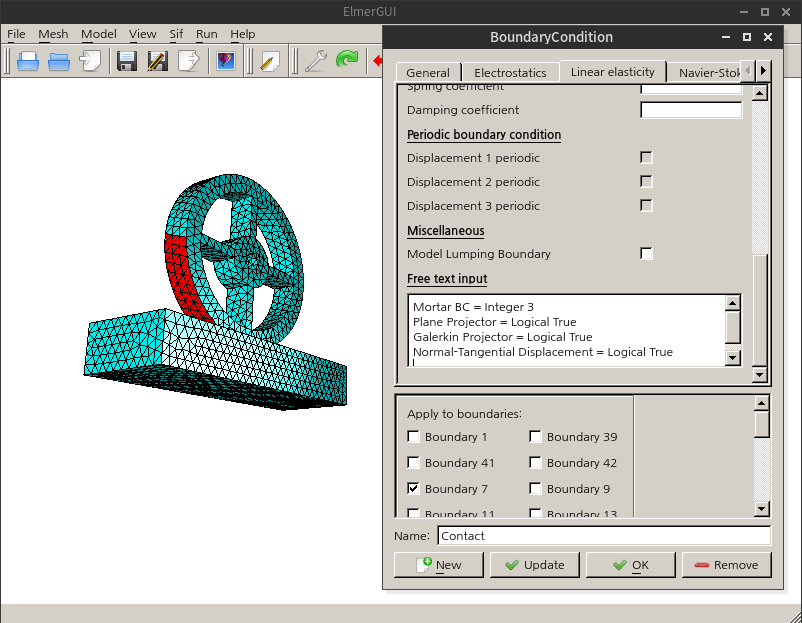 ElmerGUI
File Mesh Model View Sif Run Help
BoundaryCondition
General Electrostatics Linear elasticity Navier-Stok
Spring coefficient
Damping coefficient
Periodic boundary condition
Displacement 1 periodic
Displacement 2 periodic
Displacement 3 periodic
Miscellaneous
Model Lumping Boundary
Free text input
Mortar BC = Integer 3
Plane Projector = Logical True
Galerkin Projector = Logical True
Normal-Tangential Displacement = Logical True
Apply to boundaries:
Boundary 1 Boundary 39
Boundary 41 Boundary 42
Boundary 7 Boundary 9
Boundary 11 Boundary 13
Name: Contact
New Update OK Remove